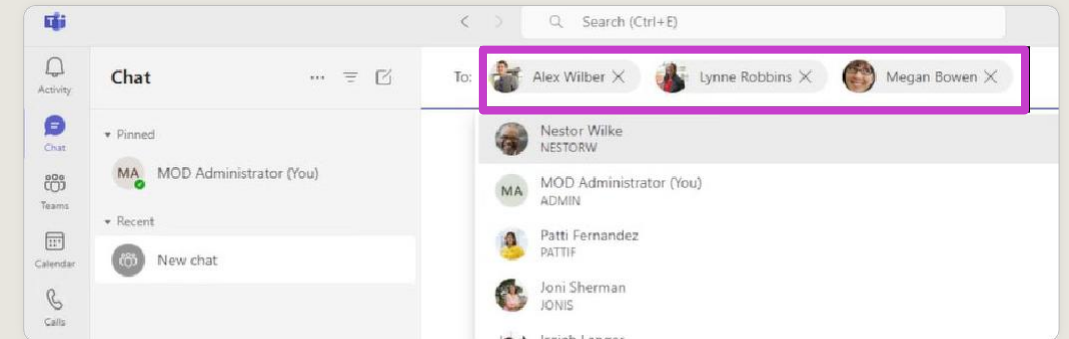 Search (Ctrl+E)
Activity
Chat
Teams
Calendar
Calls
Chat
Pinned
MA MOD Administrator (You)
Recent
New chat
To: Alex Wilber Lynne Robbins Megan Bowen
Nestor Wilke
NESTORW
MA MOD Administrator (You)
ADMIN
Patti Fernandez
PATTIF
Joni Sherman
JONIS